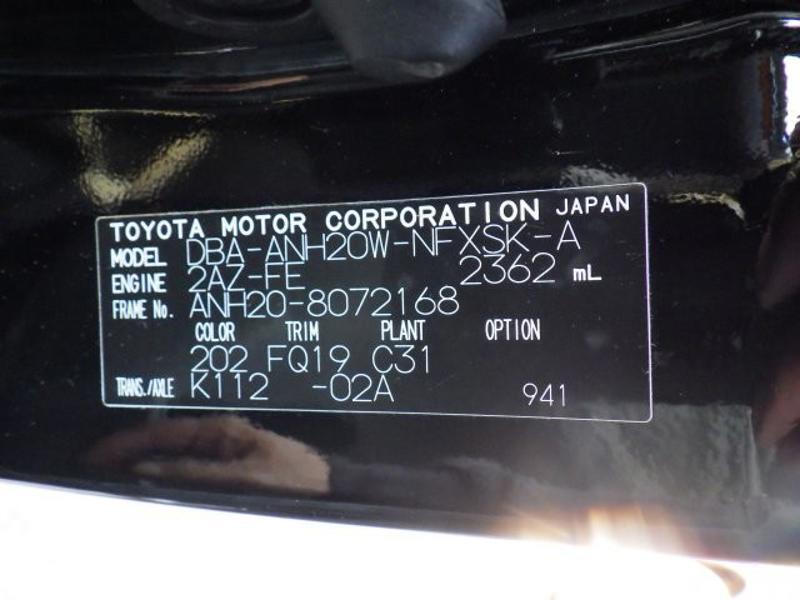 TOYOTA MOTOR CORPORATION JAPAN
MODEL DBA-ANH20W-NFXSK-A
ENGINE 2AZ-FE 2362 mL
FRAME No. ANH20-8072168
COLOR TRIM PLANT OPTION
202 FQ19 C31
TRANS./AXLE K112 -02A 941